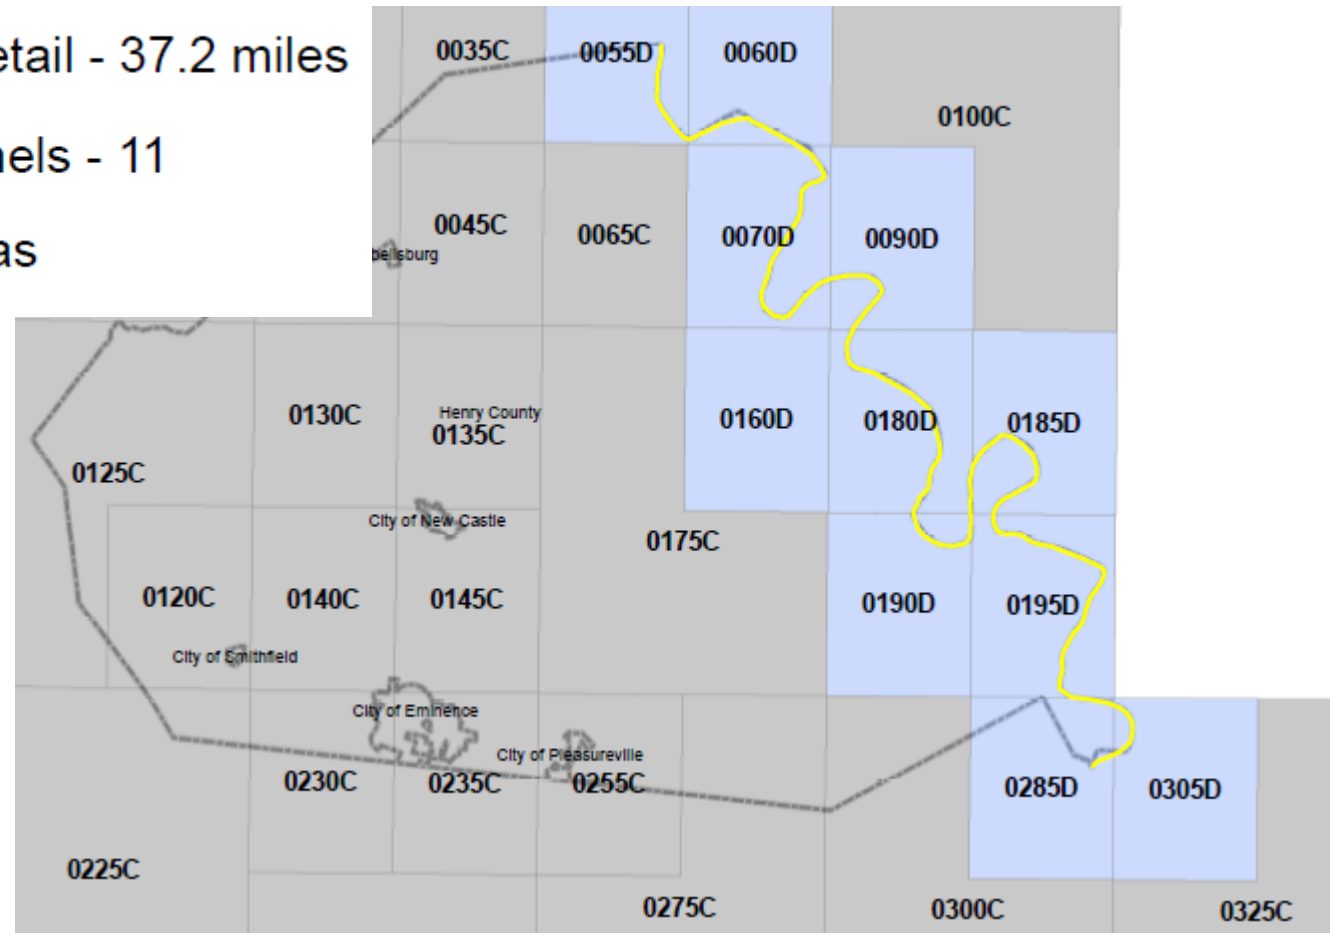 etail - 37.2 miles
nels - 11
as
0035C
0055D
0060D
0100C
0045C
0065C
0070D
0090D
bellsburg
0130C
Henry County
0135C
0160D
0180D
0185D
0125C
City of New Castle
0175C
0120C
0140C
0145C
0190D
0195D
City of Smithfield
City of Eminence
City of Pleasureville
0230C
0235C
0255C
0285D
0305D
0225C
0275C
0300C
0325C